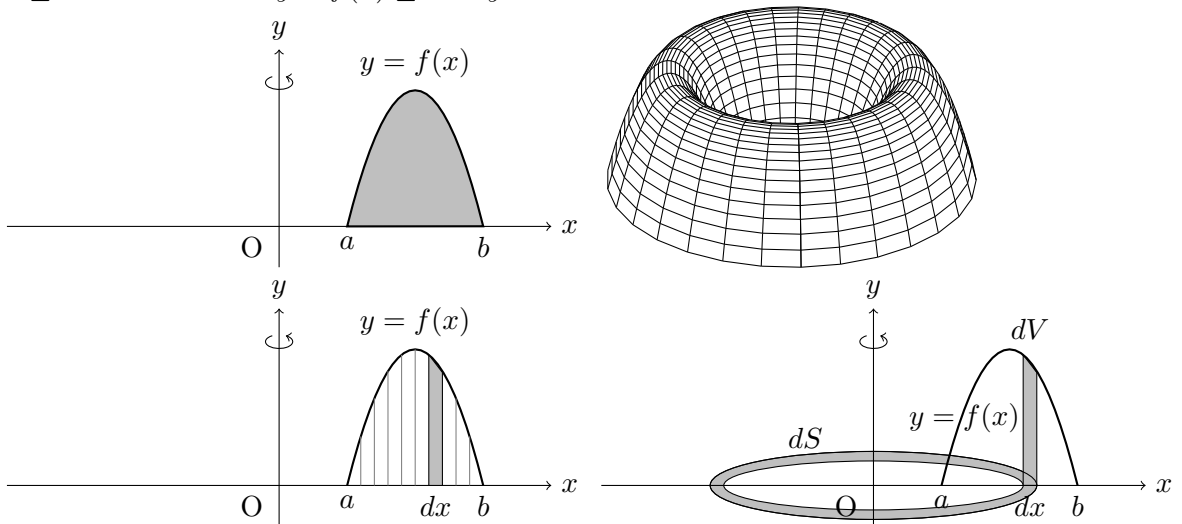 y
y = f(x)
O
a
b
x
y
y = f(x)
O
a
dx
b
x
y
dV
y = f(x)
dS
O
a
dx
b
x